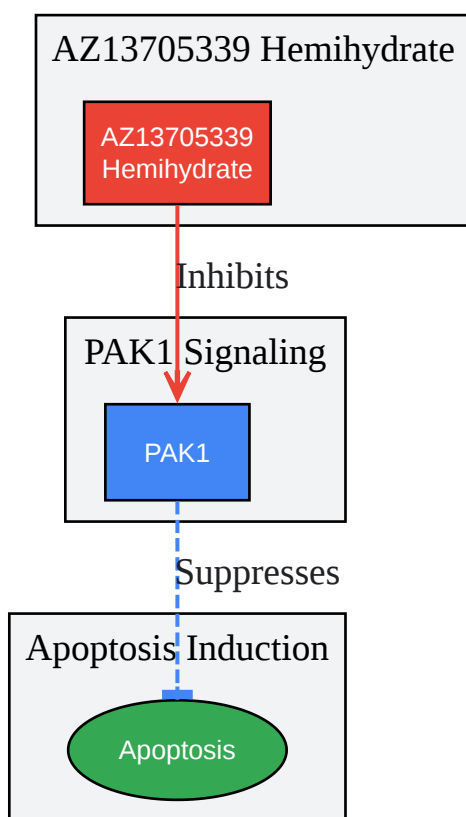 AZ13705339 Hemihydrate
AZ13705339
Hemihydrate
Inhibits
PAK1 Signaling
PAK1
Suppresses
Apoptosis Induction
Apoptosis